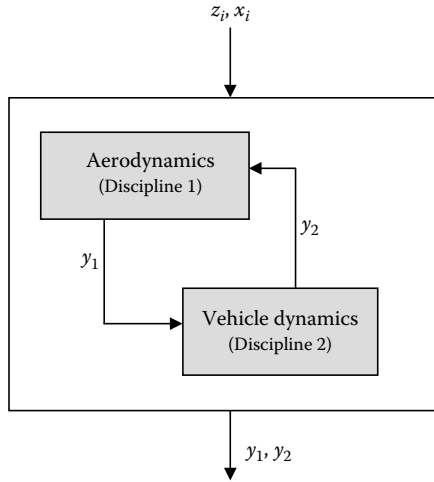 z_i, x_i
Aerodynamics
(Discipline 1)
y_2
y_1
Vehicle dynamics
(Discipline 2)
y_1, y_2